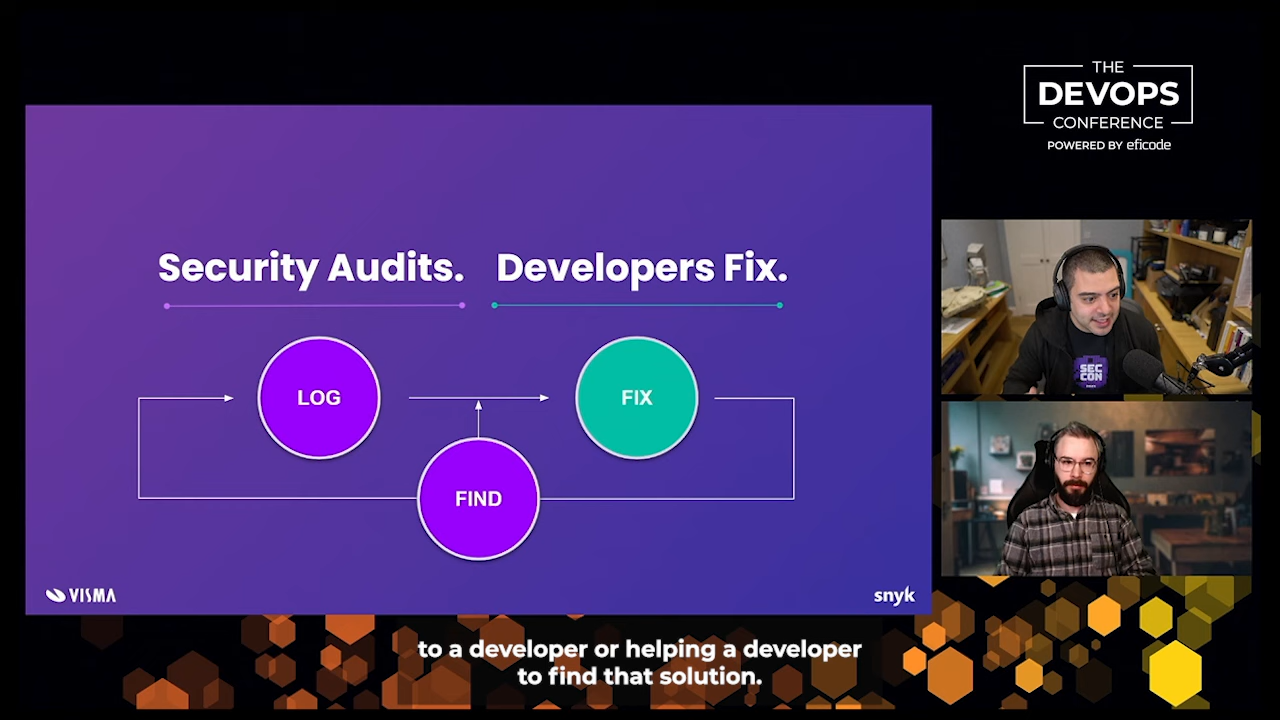 THE
DEVOPS
CONFERENCE
POWERED BY eficode
Security Audits. Developers Fix.
LOG
FIX
FIND
VISMA
snyk
SEC
CON
to a developer or helping a developer
to find that solution.